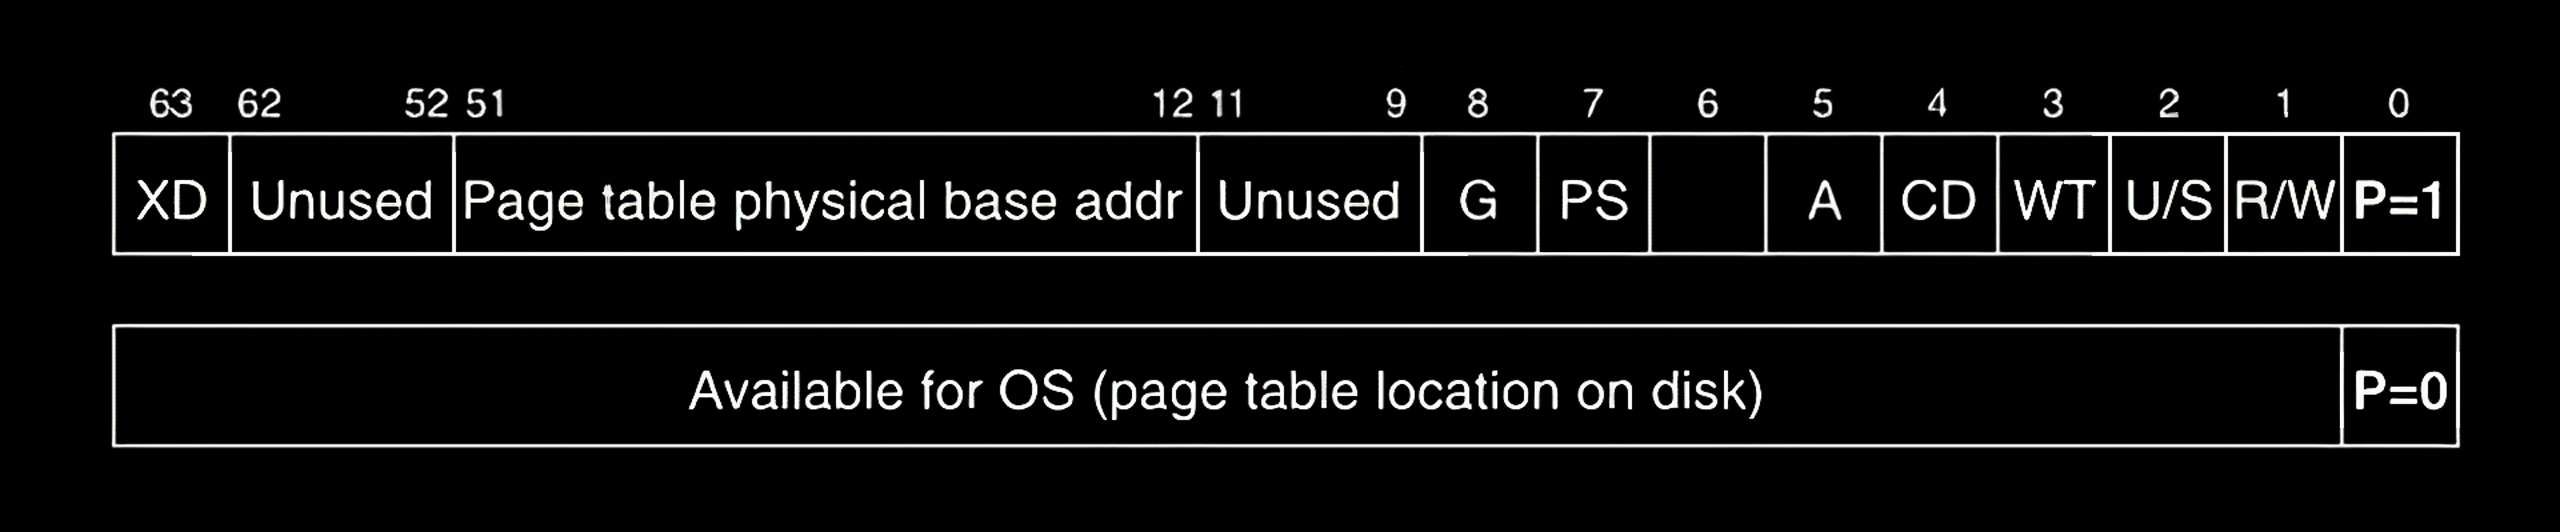 63 62 52 51 12 11 9 8 7 6 5 4 3 2 1 0
XD Unused Page table physical base addr Unused G PS A CD WT U/S R/W P=1
Available for OS (page table location on disk) P=0